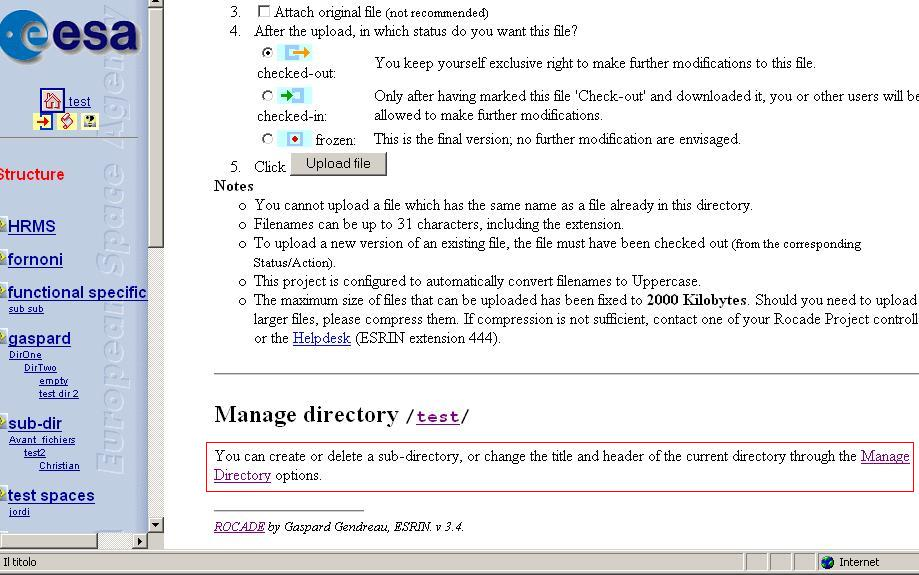 esa
European Space Agency
test
Structure
HRMS
fornoni
functional specific
sub sub
gaspard
DirOne
DirTwo
empty
test dir 2
sub-dir
Avant_fichiers
test2
Christian
test spaces
jordi
3. Attach original file (not recommended)
4. After the upload, in which status do you want this file?
checked-out:
You keep yourself exclusive right to make further modifications to this file.
checked-in:
Only after having marked this file 'Check-out' and downloaded it, you or other users will be
allowed to make further modifications.
frozen: This is the final version; no further modification are envisaged.
5. Click Upload file
Notes
You cannot upload a file which has the same name as a file already in this directory.
Filenames can be up to 31 characters, including the extension.
To upload a new version of an existing file, the file must have been checked out (from the corresponding
Status/Action).
This project is configured to automatically convert filenames to Uppercase.
The maximum size of files that can be uploaded has been fixed to 2000 Kilobytes. Should you need to upload
larger files, please compress them. If compression is not sufficient, contact one of your Rocade Project controll
or the Helpdesk (ESRIN extension 444).
Manage directory /test/
You can create or delete a sub-directory, or change the title and header of the current directory through the Manage
Directory options.
ROCADE by Gaspard Gendreau, ESRIN. v 3.4.
Il titolo
Internet